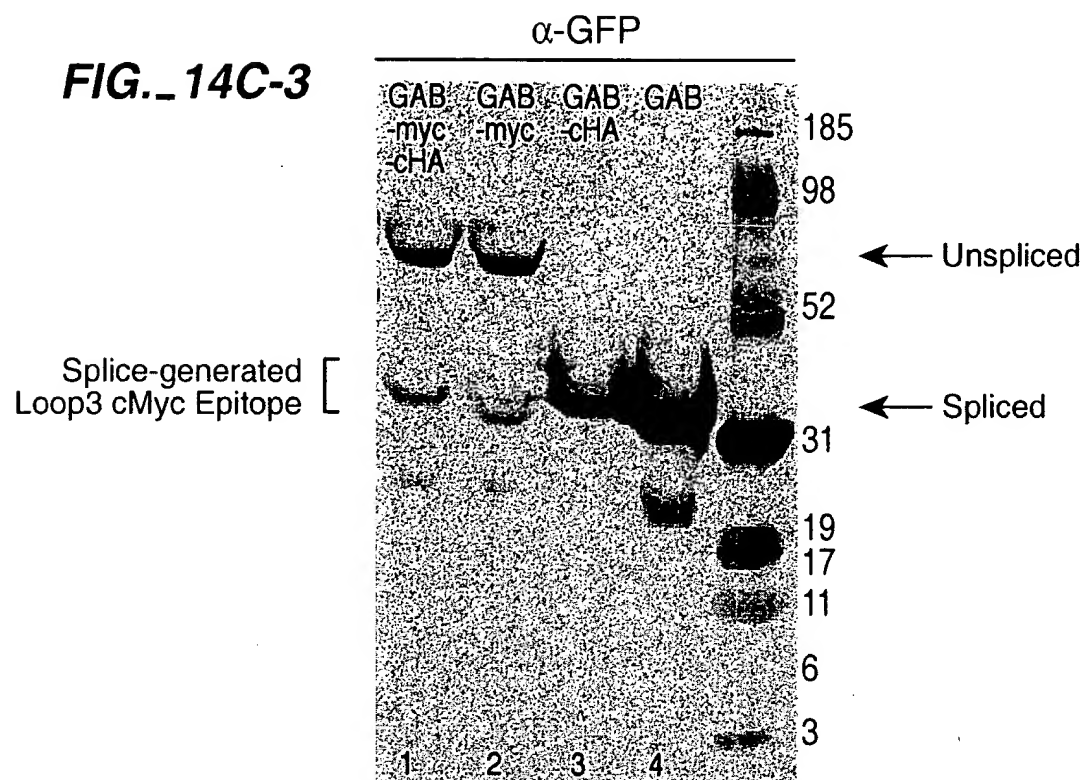 α-GFP
FIG._14C-3
GAB
-myc
-cHA
GAB
-myc
GAB
-cHA
GAB
185
98
Unspliced
52
Splice-generated
Loop3 cMyc Epitope
Spliced
31
19
17
11
6
3
1 2 3 4